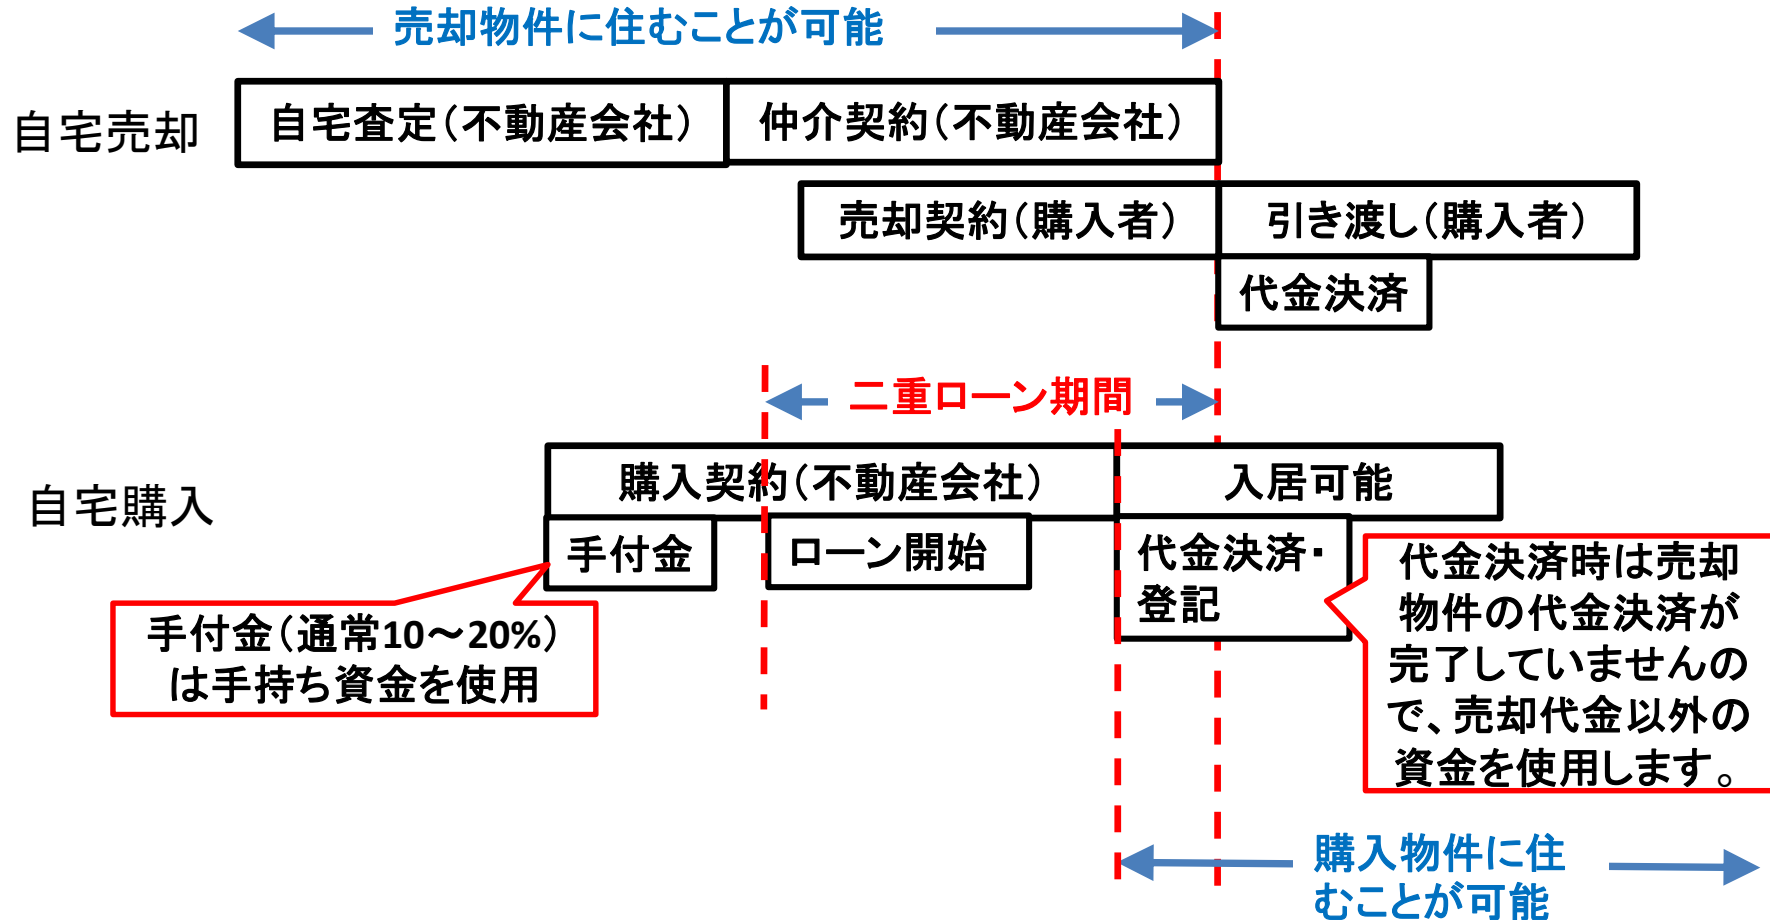 売却物件に住むことが可能
自宅売却
自宅査定(不動産会社)
仲介契約(不動産会社)
売却契約(購入者)
引き渡し(購入者)
代金決済
二重ローン期間
自宅購入
購入契約(不動産会社)
入居可能
手付金
ローン開始
代金決済・
登記
手付金(通常10～20%)
は手持ち資金を使用
代金決済時は売却
物件の代金決済が
完了していませんの
で、売却代金以外の
資金を使用します。
購入物件に住
むことが可能